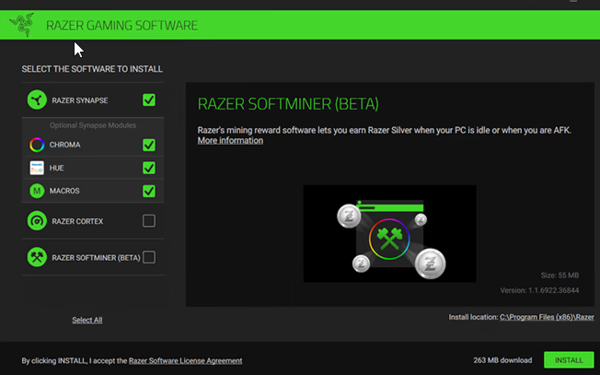 RAZER GAMING SOFTWARE
SELECT THE SOFTWARE TO INSTALL
RAZER SYNAPSE
Optional Synapse Modules
CHROMA
HUE
M MACROS
RAZER CORTEX
RAZER SOFTMINER (BETA)
Select All
RAZER SOFTMINER (BETA)
Razer's mining reward software lets you earn Razer Silver when your PC is idle or when you are AFK.
More information
Size: 55 MB
Version: 1.1.6922.36844
Install location: C:\Program Files (x86)\Razer
By clicking INSTALL, I accept the Razer Software License Agreement
263 MB download
INSTALL